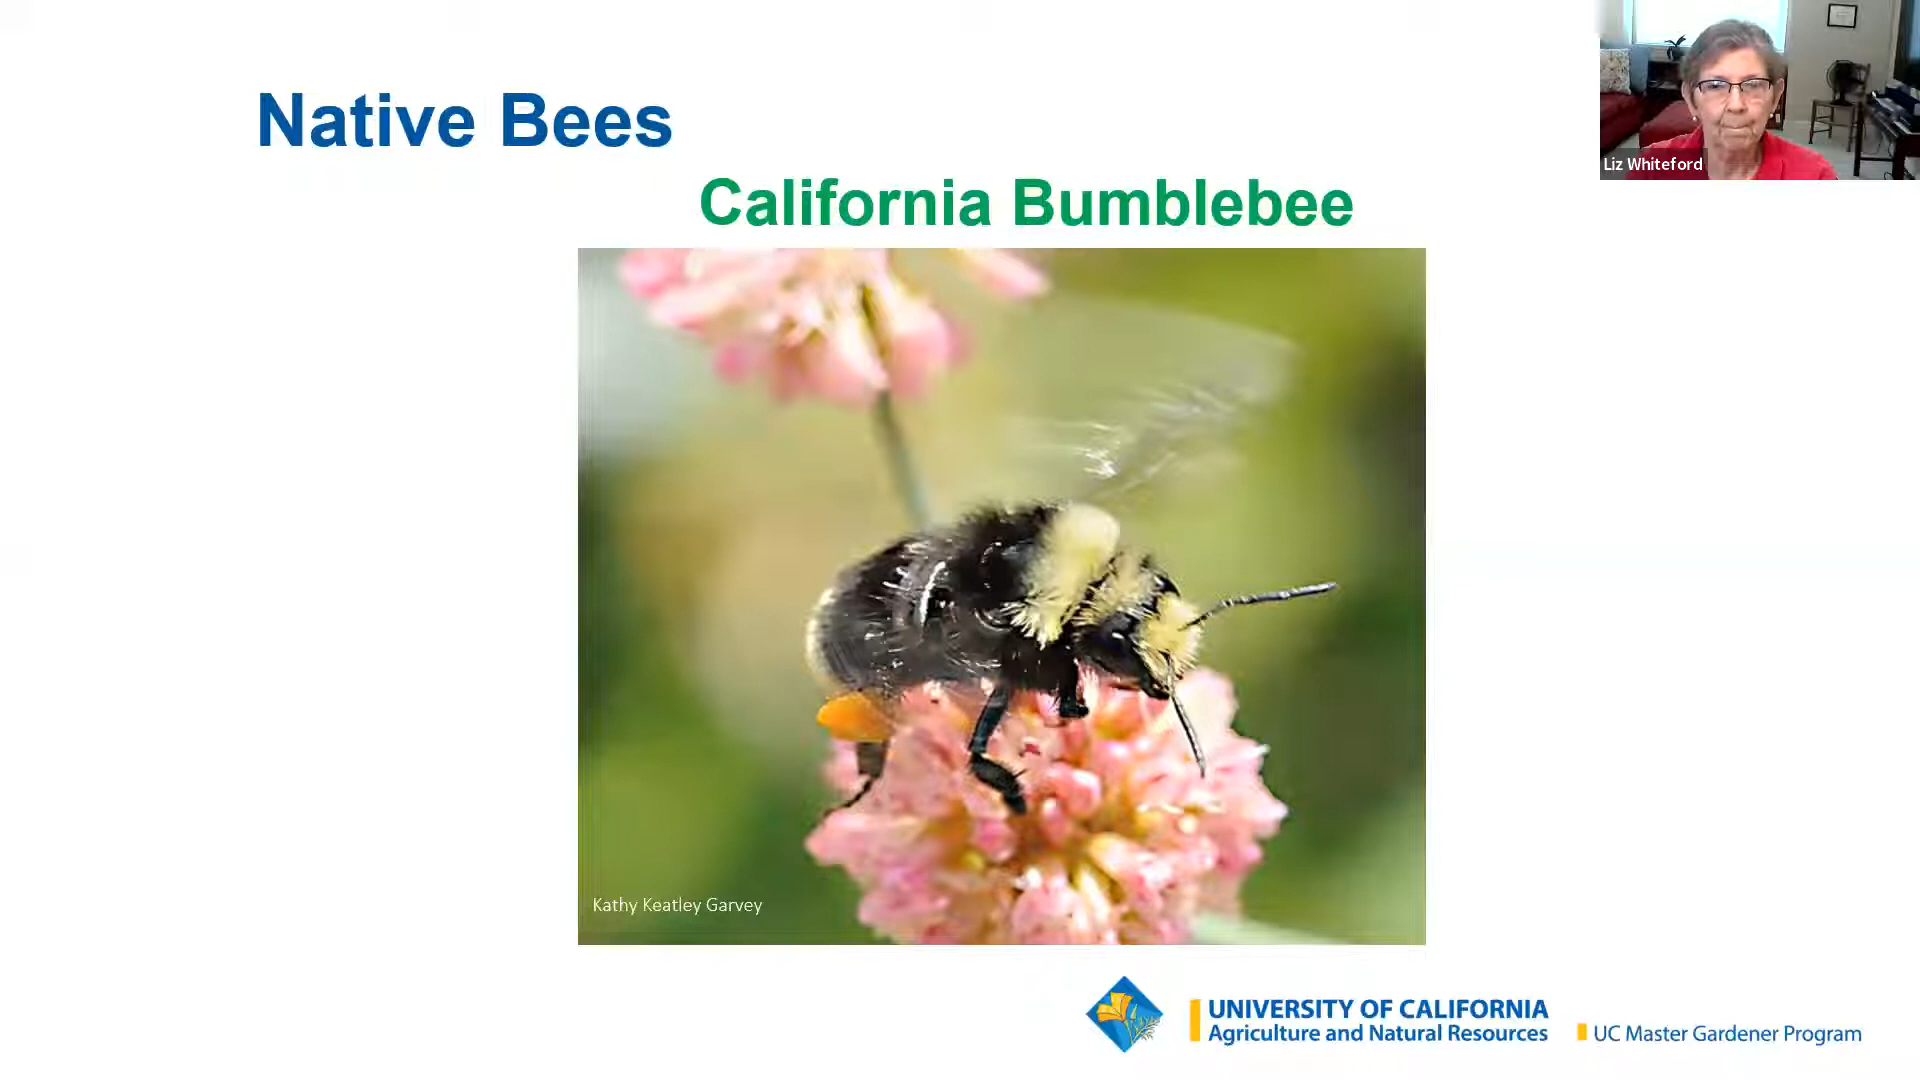 Native Bees
California Bumblebee
Liz Whiteford
Kathy Keatley Garvey
UNIVERSITY OF CALIFORNIA
Agriculture and Natural Resources
UC Master Gardener Program